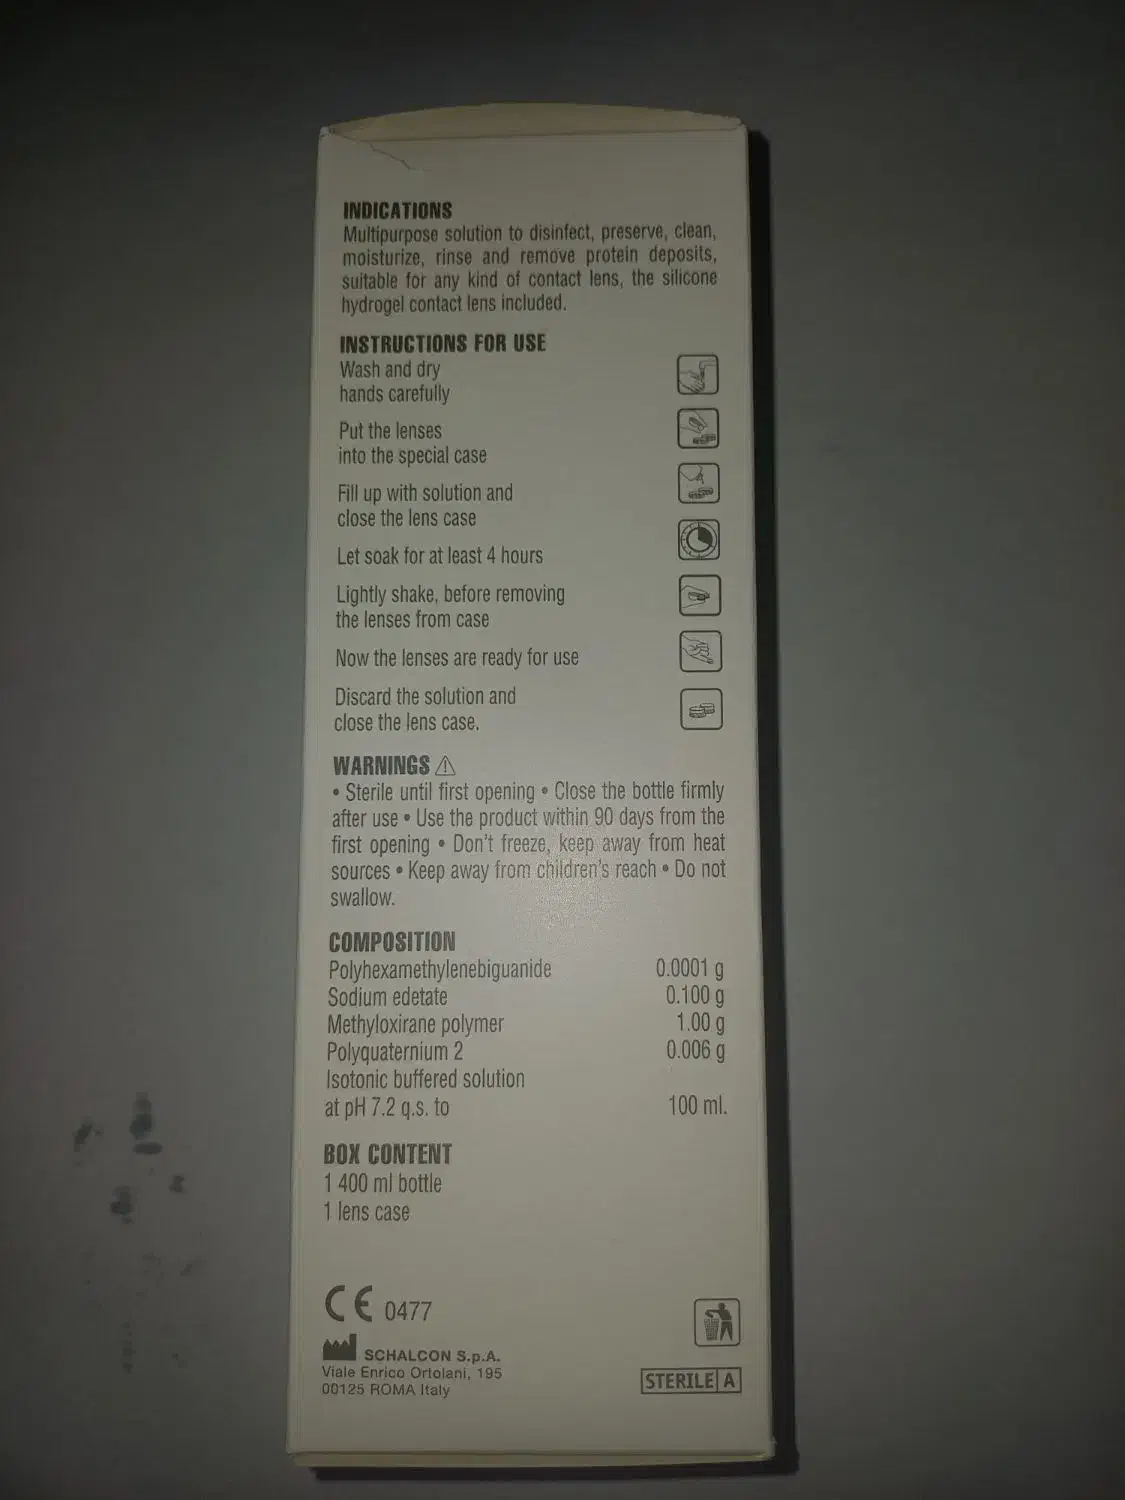 INDICATIONS
Multipurpose solution to disinfect, preserve, clean,
moisturize, rinse and remove protein deposits,
suitable for any kind of contact lens, the silicone
hydrogel contact lens included.
INSTRUCTIONS FOR USE
Wash and dry
hands carefully
Put the lenses
into the special case
Fill up with solution and
close the lens case
Let soak for at least 4 hours
Lightly shake, before removing
the lenses from case
Now the lenses are ready for use
Discard the solution and
close the lens case.
WARNINGS
• Sterile until first opening • Close the bottle firmly
after use • Use the product within 90 days from the
first opening • Don't freeze, keep away from heat
sources • Keep away from children's reach • Do not
swallow.
COMPOSITION
Polyhexamethylenebiguanide 0.0001 g
Sodium edetate 0.100 g
Methyloxirane polymer 1.00 g
Polyquaternium 2 0.006 g
Isotonic buffered solution
at pH 7.2 q.s. to 100 ml.
BOX CONTENT
1 400 ml bottle
1 lens case
CE 0477
SCHALCON S.p.A.
Viale Enrico Ortolani, 195
00125 ROMA Italy
STERILE A